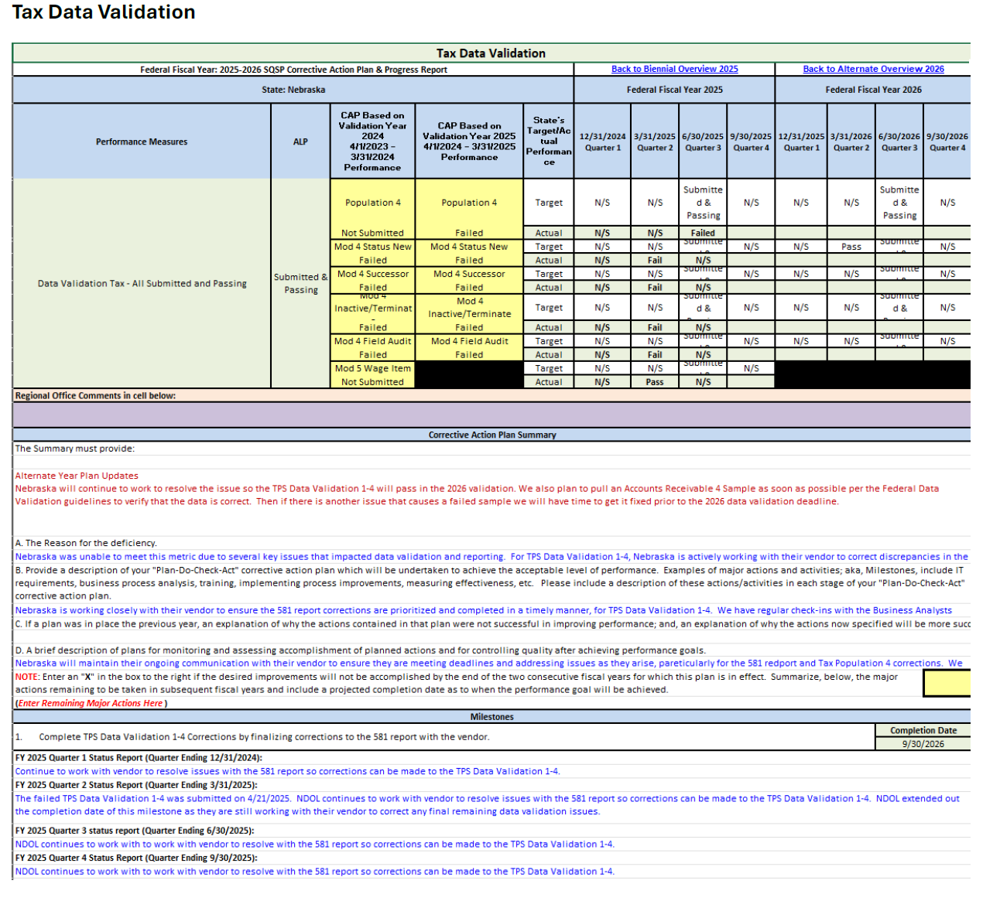 Tax Data Validation
Tax Data Validation
Federal Fiscal Year: 2025-2026 SQSP Corrective Action Plan & Progress Report
Back to Biennial Overview 2025
Back to Alternate Overview 2026
State: Nebraska
Federal Fiscal Year 2025
Federal Fiscal Year 2026
Performance Measures
ALP
CAP Based on
Validation Year
2024
4/1/2023 –
3/31/2024
Performance
CAP Based on
Validation Year 2025
4/1/2024 – 3/31/2025
Performance
State's
Target/Ac
tual
Performan
ce
12/31/2024
Quarter 1
3/31/2025
Quarter 2
6/30/2025
Quarter 3
9/30/2025
Quarter 4
12/31/2025
Quarter 1
3/31/2026
Quarter 2
6/30/2026
Quarter 3
9/30/2026
Quarter 4
Data Validation Tax - All Submitted and Passing
Submitted &
Passing
Population 4 Population 4 Target N/S N/S
Submitte
d &
Passing
N/S N/S N/S
Submitte
d &
Passing
N/S
Not Submitted Failed Actual N/S N/S Failed
Mod 4 Status New Mod 4 Status New Target N/S N/S Submitte N/S N/S Pass Submitte N/S
Failed Failed Actual N/S Fail N/S
Mod 4 Successor Mod 4 Successor Target N/S N/S Submitte N/S N/S N/S Submitte N/S
Failed Failed Actual N/S Fail N/S
Mod 4
Inactive/Terminat
Mod 4
Inactive/Terminate
Target N/S N/S
Submitte
d &
N/S N/S N/S
Submitte
d &
N/S
Failed Failed Actual N/S Fail N/S
Mod 4 Field Audit Mod 4 Field Audit Target N/S N/S Submitte N/S N/S N/S Submitte N/S
Failed Failed Actual N/S Fail N/S
Mod 5 Wage Item Target N/S N/S Submitte N/S
Not Submitted Actual N/S Pass N/S
Regional Office Comments in cell below:
Corrective Action Plan Summary
The Summary must provide:
Alternate Year Plan Updates
Nebraska will continue to work to resolve the issue so the TPS Data Validation 1-4 will pass in the 2026 validation. We also plan to pull an Accounts Receivable 4 Sample as soon as possible per the Federal Data
Validation guidelines to verify that the data is correct.  Then if there is another issue that causes a failed sample we will have time to get it fixed prior to the 2026 data validation deadline.
A. The Reason for the deficiency.
Nebraska was unable to meet this metric due to several key issues that impacted data validation and reporting.  For TPS Data Validation 1-4, Nebraska is actively working with their vendor to correct discrepancies in the
B. Provide a description of your "Plan-Do-Check-Act" corrective action plan which will be undertaken to achieve the acceptable level of performance.  Examples of major actions and activities; aka, Milestones, include IT
requirements, business process analysis, training, implementing process improvements, measuring effectiveness, etc.   Please include a description of these actions/activities in each stage of your "Plan-Do-Check-Act"
corrective action plan.
Nebraska is working closely with their vendor to ensure the 581 report corrections are prioritized and completed in a timely manner, for TPS Data Validation 1-4.  We have regular check-ins with the Business Analysts
C. If a plan was in place the previous year, an explanation of why the actions contained in that plan were not successful in improving performance; and, an explanation of why the actions now specified will be more succ
D. A brief description of plans for monitoring and assessing accomplishment of planned actions and for controlling quality after achieving performance goals.
Nebraska will maintain their ongoing communication with their vendor to ensure they are meeting deadlines and addressing issues as they arise, pareticularly for the 581 redport and Tax Population 4 corrections.  We
NOTE: Enter an "X" in the box to the right if the desired improvements will not be accomplished by the end of the two consecutive fiscal years for which this plan is in effect.  Summarize, below, the major
actions remaining to be taken in subsequent fiscal years and include a projected completion date as to when the performance goal will be achieved.
(Enter Remaining Major Actions Here )
Milestones
1. Complete TPS Data Validation 1-4 Corrections by finalizing corrections to the 581 report with the vendor.
Completion Date
9/30/2026
FY 2025 Quarter 1 Status Report (Quarter Ending 12/31/2024):
Continue to work with vendor to resolve issues with the 581 report so corrections can be made to the TPS Data Validation 1-4.
FY 2025 Quarter 2 Status Report (Quarter Ending 3/31/2025):
The failed TPS Data Validation 1-4 was submitted on 4/21/2025.  NDOL continues to work with vendor to resolve issues with the 581 report so corrections can be made to the TPS Data Validation 1-4.  NDOL extended out
the completion date of this milestone as they are still working with their vendor to correct any final remaining data validation issues.
FY 2025 Quarter 3 status report (Quarter Ending 6/30/2025):
NDOL continues to work with to work with vendor to resolve with the 581 report so corrections can be made to the TPS Data Validation 1-4.
FY 2025 Quarter 4 Status Report (Quarter Ending 9/30/2025):
NDOL continues to work with to work with vendor to resolve with the 581 report so corrections can be made to the TPS Data Validation 1-4.